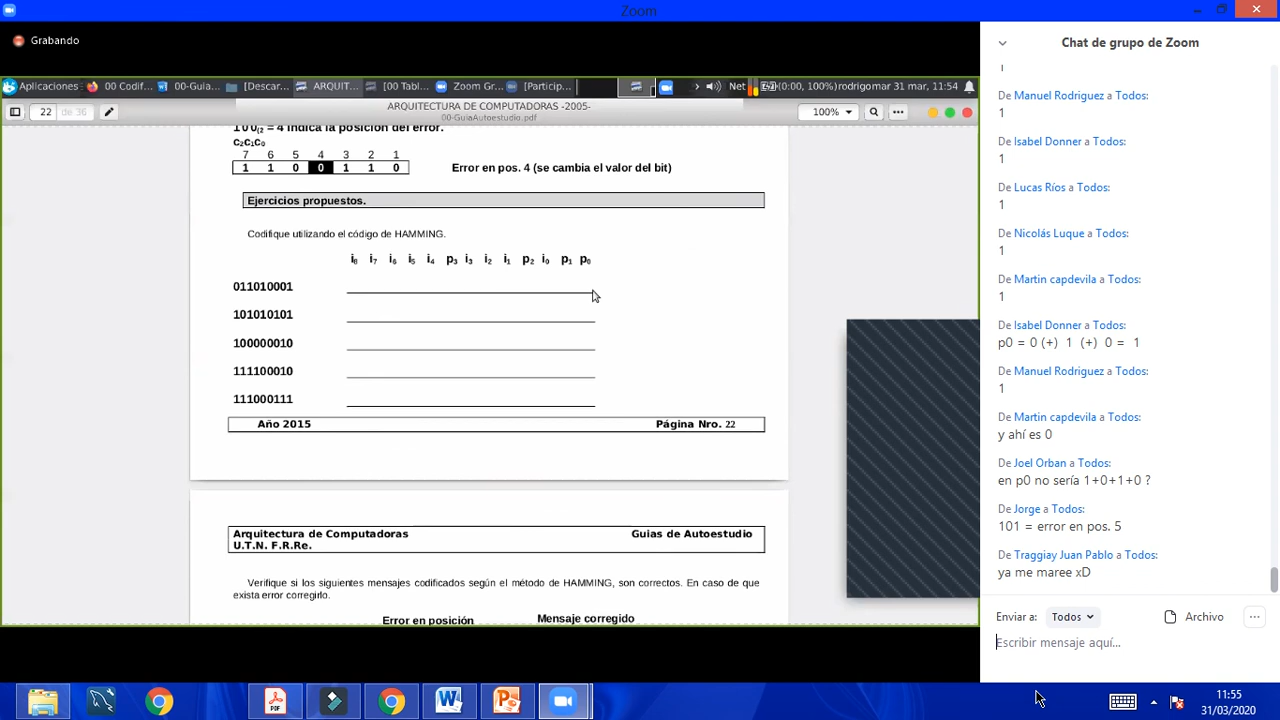 Zoom
Grabando
Aplicaciones 00 Codif... 00-Guia... [Descar... ARQUIT... [00 Tabl... Zoom Gr... [Particip... Net (0:00, 100%) rodrigomar 31 mar, 11:54
22 de 36
ARQUITECTURA DE COMPUTADORAS -2005-
00-GuiaAutoestudio.pdf
100%
100(2 = 4 indica la posición del error.
C2C1C0
7 6 5 4 3 2 1
1 1 0 0 1 1 0 Error en pos. 4 (se cambia el valor del bit)
Ejercicios propuestos.
Codifique utilizando el código de HAMMING.
i8 i7 i6 i5 i4 p3 i3 i2 i1 p2 i0 p1 p0
011010001
101010101
100000010
111100010
111000111
Año 2015 Página Nro. 22
Arquitectura de Computadoras Guias de Autoestudio
U.T.N. F.R.Re.
Verifique si los siguientes mensajes codificados según el método de HAMMING, son correctos. En caso de que
exista error corregirlo.
Error en posición Mensaje corregido
Chat de grupo de Zoom
1
De Manuel Rodriguez a Todos:
1
De Isabel Donner a Todos:
1
De Lucas Ríos a Todos:
1
De Nicolás Luque a Todos:
1
De Martin capdevila a Todos:
1
De Isabel Donner a Todos:
p0 = 0 (+) 1 (+) 0 = 1
De Manuel Rodriguez a Todos:
1
De Martin capdevila a Todos:
y ahí es 0
De Joel Orban a Todos:
en p0 no sería 1+0+1+0 ?
De Jorge a Todos:
101 = error en pos. 5
De Traggiay Juan Pablo a Todos:
ya me maree xD
Enviar a: Todos Archivo ...
Escribir mensaje aquí...
11:55
31/03/2020